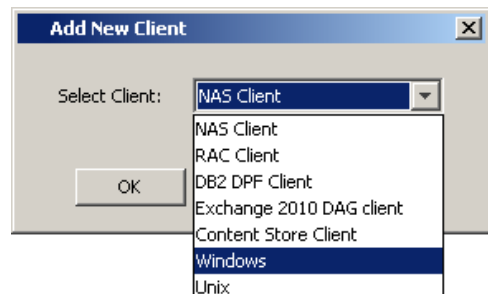 Add New Client
Select Client: NAS Client
NAS Client
RAC Client
DB2 DPF Client
Exchange 2010 DAG client
OK
Content Store Client
Windows
Unix